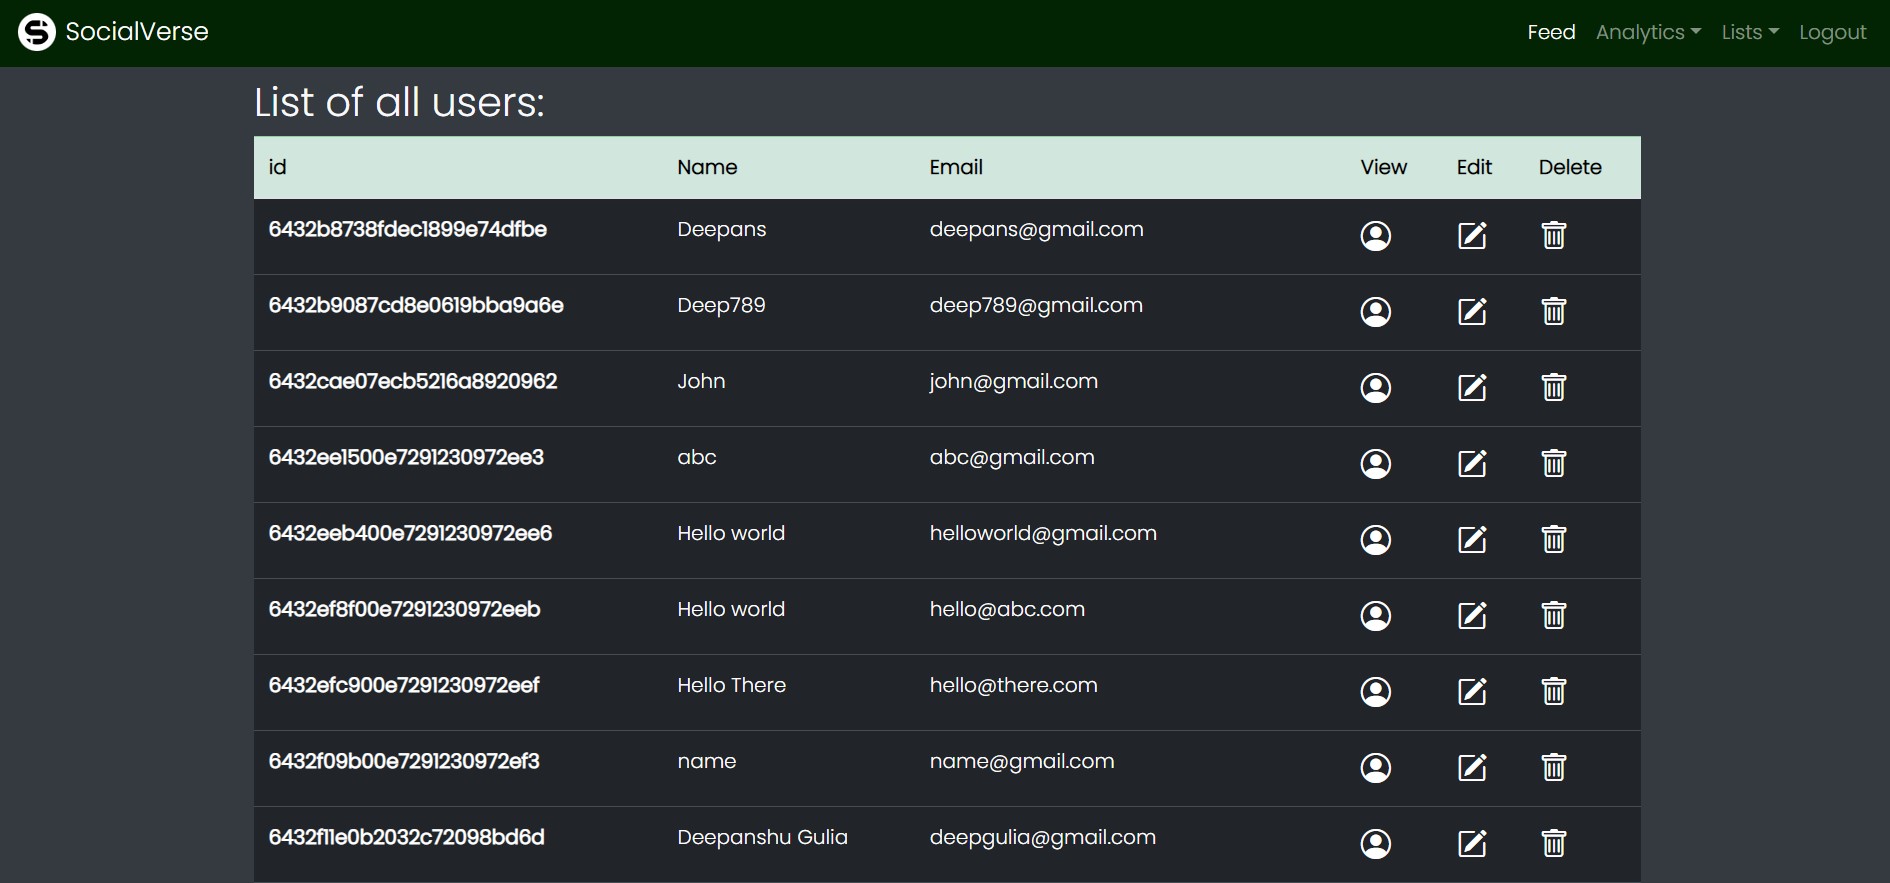 SocialVerse Feed Analytics Lists Logout
List of all users:
id Name Email View Edit Delete
6432b8738fdec1899e74dfbe Deepans deepans@gmail.com
6432b9087cd8e0619bba9a6e Deep789 deep789@gmail.com
6432cae07ecb5216a8920962 John john@gmail.com
6432ee1500e7291230972ee3 abc abc@gmail.com
6432eeb400e7291230972ee6 Hello world helloworld@gmail.com
6432ef8f00e7291230972eeb Hello world hello@abc.com
6432efc900e7291230972eef Hello There hello@there.com
6432f09b00e7291230972ef3 name name@gmail.com
6432f11e0b2032c72098bd6d Deepanshu Gulia deepgulia@gmail.com